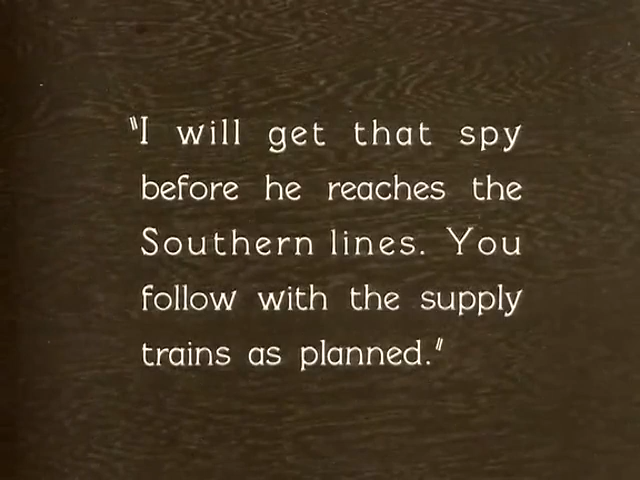 "I will get that spy
before he reaches the
Southern lines. You
follow with the supply
trains as planned."